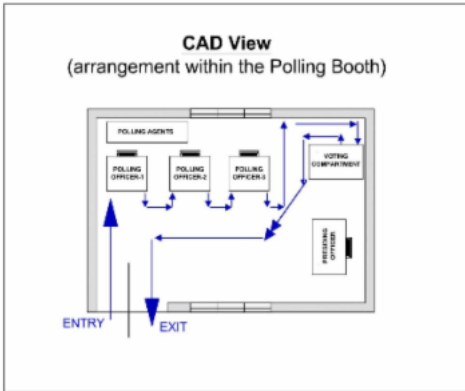 CAD View
(arrangement within the Polling Booth)
POLLING AGENTS
POLLING
OFFICER-1
POLLING
OFFICER-2
POLLING
OFFICER-3
VOTING
COMPARTMENT
PRESIDING
OFFICER
ENTRY
EXIT